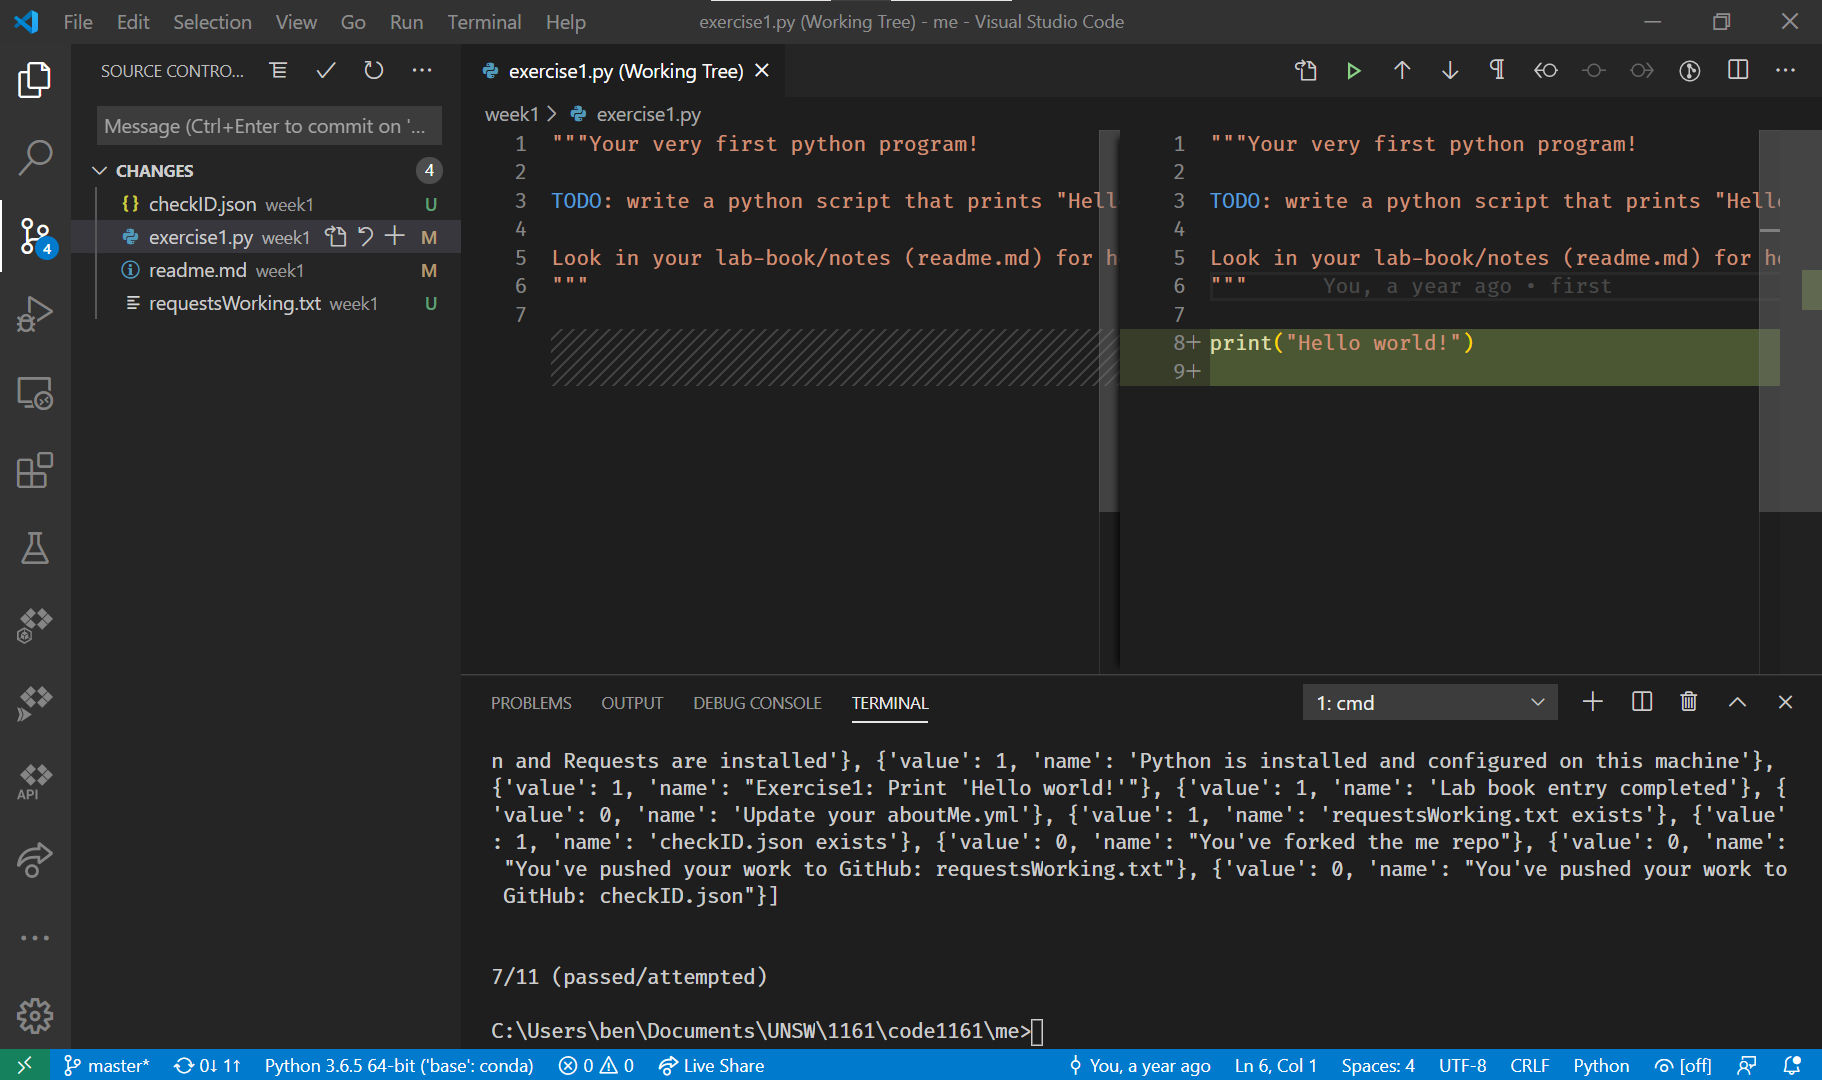 File Edit Selection View Go Run Terminal Help
exercise1.py (Working Tree) - me - Visual Studio Code
SOURCE CONTRO...
Message (Ctrl+Enter to commit on '...
CHANGES 4
checkID.json week1 U
exercise1.py week1 M
readme.md week1 M
requestsWorking.txt week1 U
4
API
exercise1.py (Working Tree)
week1 > exercise1.py
1 """Your very first python program!
2
3 TODO: write a python script that prints "Hell
4
5 Look in your lab-book/notes (readme.md) for h
6 """
7
1 """Your very first python program!
2
3 TODO: write a python script that prints "Hell
4
5 Look in your lab-book/notes (readme.md) for h
6 """ You, a year ago • first
7
8+ print("Hello world!")
9+
PROBLEMS OUTPUT DEBUG CONSOLE TERMINAL
1: cmd
n and Requests are installed'}, {'value': 1, 'name': 'Python is installed and configured on this machine'},
{'value': 1, 'name': "Exercise1: Print 'Hello world!'"}, {'value': 1, 'name': 'Lab book entry completed'}, {
'value': 0, 'name': 'Update your aboutMe.yml'}, {'value': 1, 'name': 'requestsWorking.txt exists'}, {'value'
: 1, 'name': 'checkID.json exists'}, {'value': 0, 'name': "You've forked the me repo"}, {'value': 0, 'name':
"You've pushed your work to GitHub: requestsWorking.txt"}, {'value': 0, 'name': "You've pushed your work to
GitHub: checkID.json"}]
7/11 (passed/attempted)
C:\Users\ben\Documents\UNSW\1161\code1161\me>
master* 0↓ 1↑ Python 3.6.5 64-bit ('base': conda) 0 0 Live Share You, a year ago Ln 6, Col 1 Spaces: 4 UTF-8 CRLF Python [off]